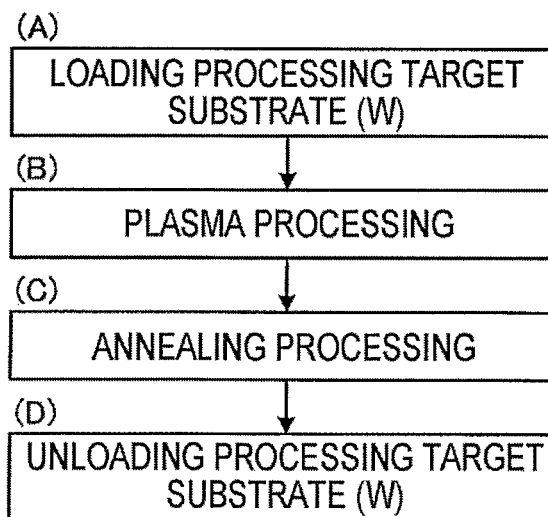 (A)
LOADING PROCESSING TARGET
SUBSTRATE (W)
(B)
PLASMA PROCESSING
(C)
ANNEALING PROCESSING
(D)
UNLOADING PROCESSING TARGET
SUBSTRATE (W)